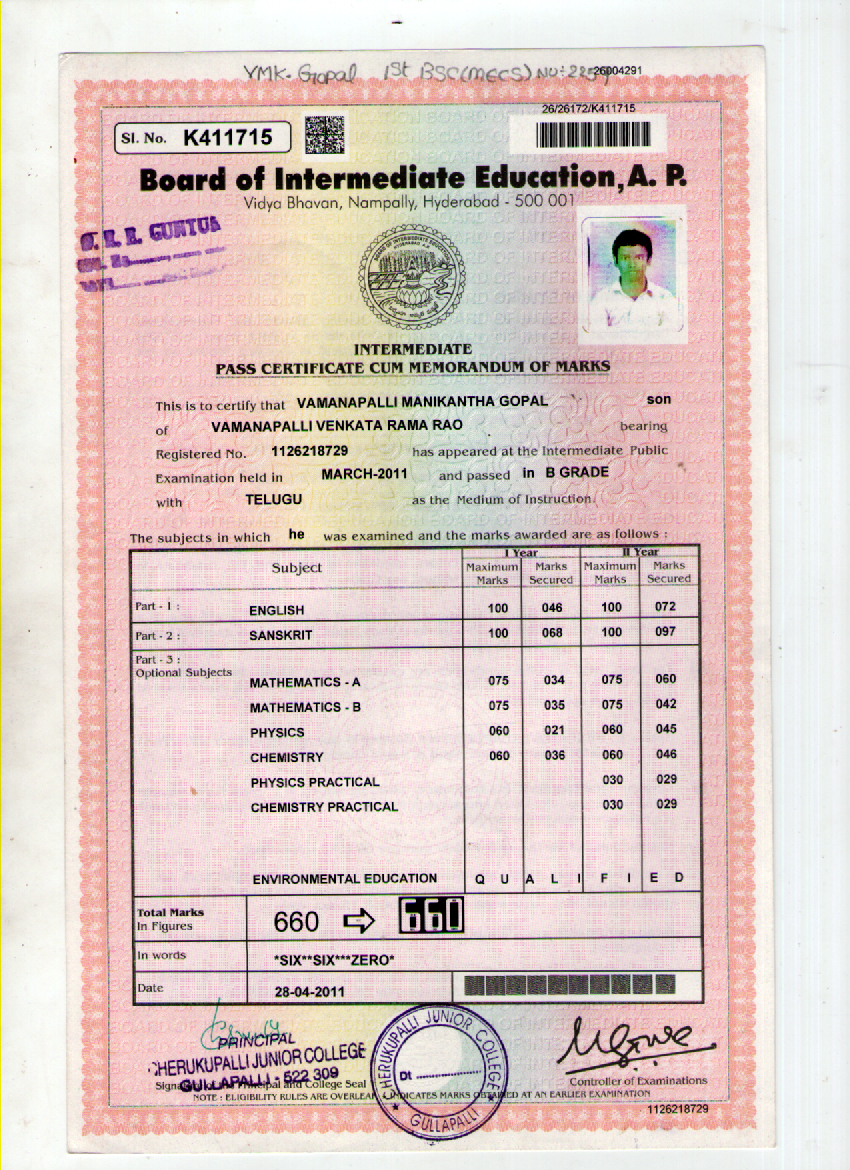 VMK. Gopal 1st BSC(MECS) NO: 2257
26004291
26/26172/K411715
Sl. No. K411715
Board of Intermediate Education, A. P.
Vidya Bhavan, Nampally, Hyderabad - 500 001
GUNTUR
INTERMEDIATE
PASS CERTIFICATE CUM MEMORANDUM OF MARKS
This is to certify that VAMANAPALLI MANIKANTHA GOPAL son
of VAMANAPALLI VENKATA RAMA RAO bearing
Registered No. 1126218729 has appeared at the Intermediate Public
Examination held in MARCH-2011 and passed in B GRADE
with TELUGU as the Medium of Instruction.
The subjects in which he was examined and the marks awarded are as follows :
Subject I Year II Year
Maximum Marks Marks Secured Maximum Marks Marks Secured
Part - 1 : ENGLISH 100 046 100 072
Part - 2 : SANSKRIT 100 068 100 097
Part - 3 :
Optional Subjects
MATHEMATICS - A 075 034 075 060
MATHEMATICS - B 075 035 075 042
PHYSICS 060 021 060 045
CHEMISTRY 060 036 060 046
PHYSICS PRACTICAL 030 029
CHEMISTRY PRACTICAL 030 029
ENVIRONMENTAL EDUCATION Q U A L I F I E D
Total Marks
In Figures 660 660
In words *SIX**SIX***ZERO*
Date 28-04-2011
PRINCIPAL
CHERUKUPALLI JUNIOR COLLEGE
GULLAPALLI - 522 309
Principal and College Seal
CHERUKUPALLI JUNIOR COLLEGE
Dt
GULLAPALLI
Controller of Examinations
NOTE : ELIGIBILITY RULES ARE OVERLEAF INDICATES MARKS OBTAINED AT AN EARLIER EXAMINATION
1126218729